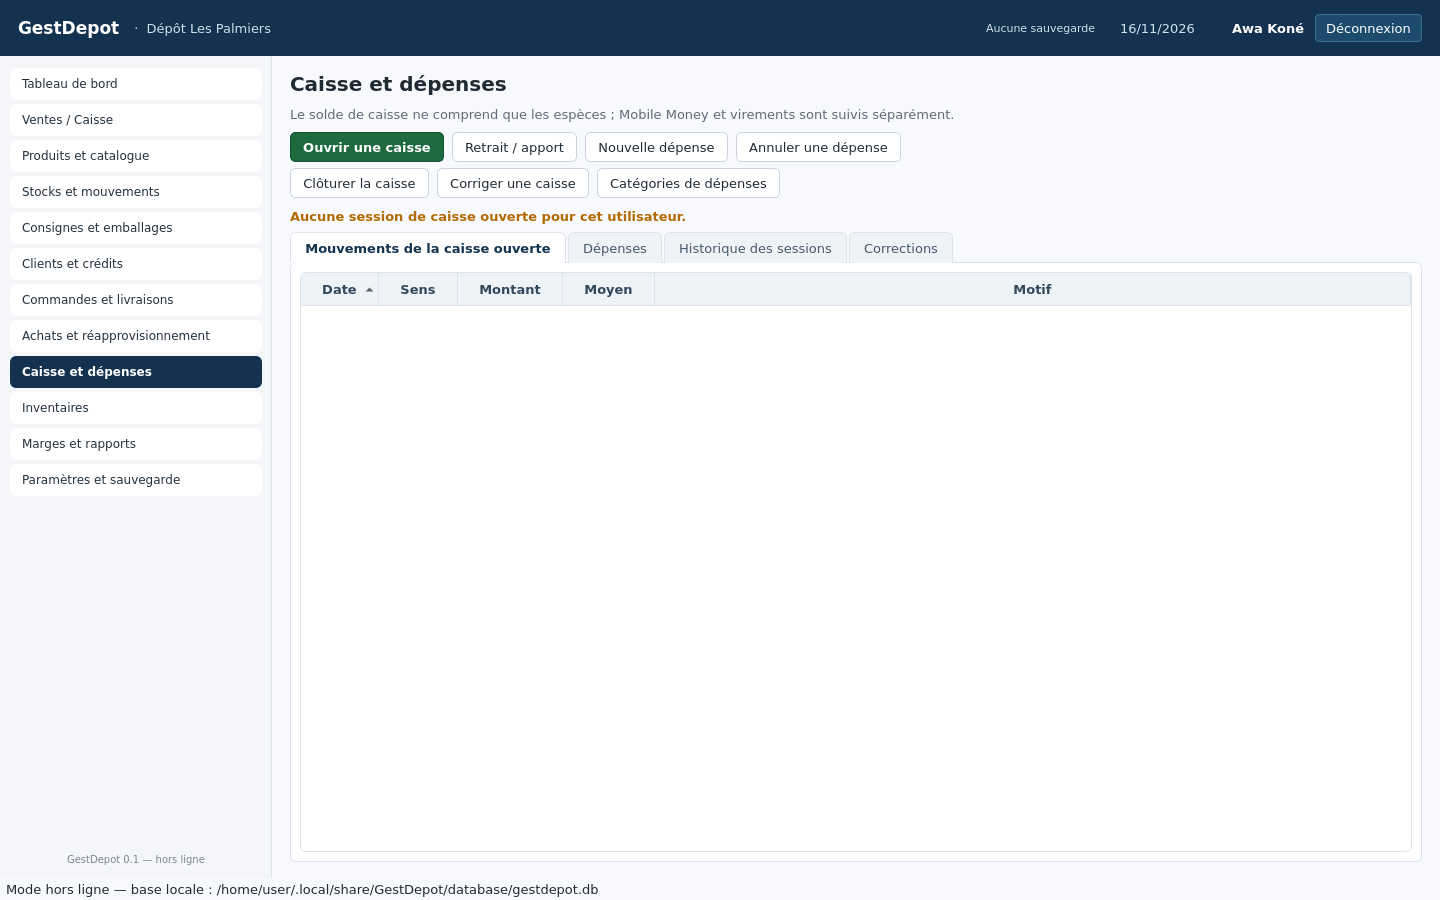 GestDepot · Dépôt Les Palmiers Aucune sauvegarde 16/11/2026 Awa Koné Déconnexion
Tableau de bord
Ventes / Caisse
Produits et catalogue
Stocks et mouvements
Consignes et emballages
Clients et crédits
Commandes et livraisons
Achats et réapprovisionnement
Caisse et dépenses
Inventaires
Marges et rapports
Paramètres et sauvegarde
GestDepot 0.1 — hors ligne
Caisse et dépenses
Le solde de caisse ne comprend que les espèces ; Mobile Money et virements sont suivis séparément.
Ouvrir une caisse Retrait / apport Nouvelle dépense Annuler une dépense
Clôturer la caisse Corriger une caisse Catégories de dépenses
Aucune session de caisse ouverte pour cet utilisateur.
Mouvements de la caisse ouverte Dépenses Historique des sessions Corrections
Date Sens Montant Moyen Motif
Mode hors ligne — base locale : /home/user/.local/share/GestDepot/database/gestdepot.db